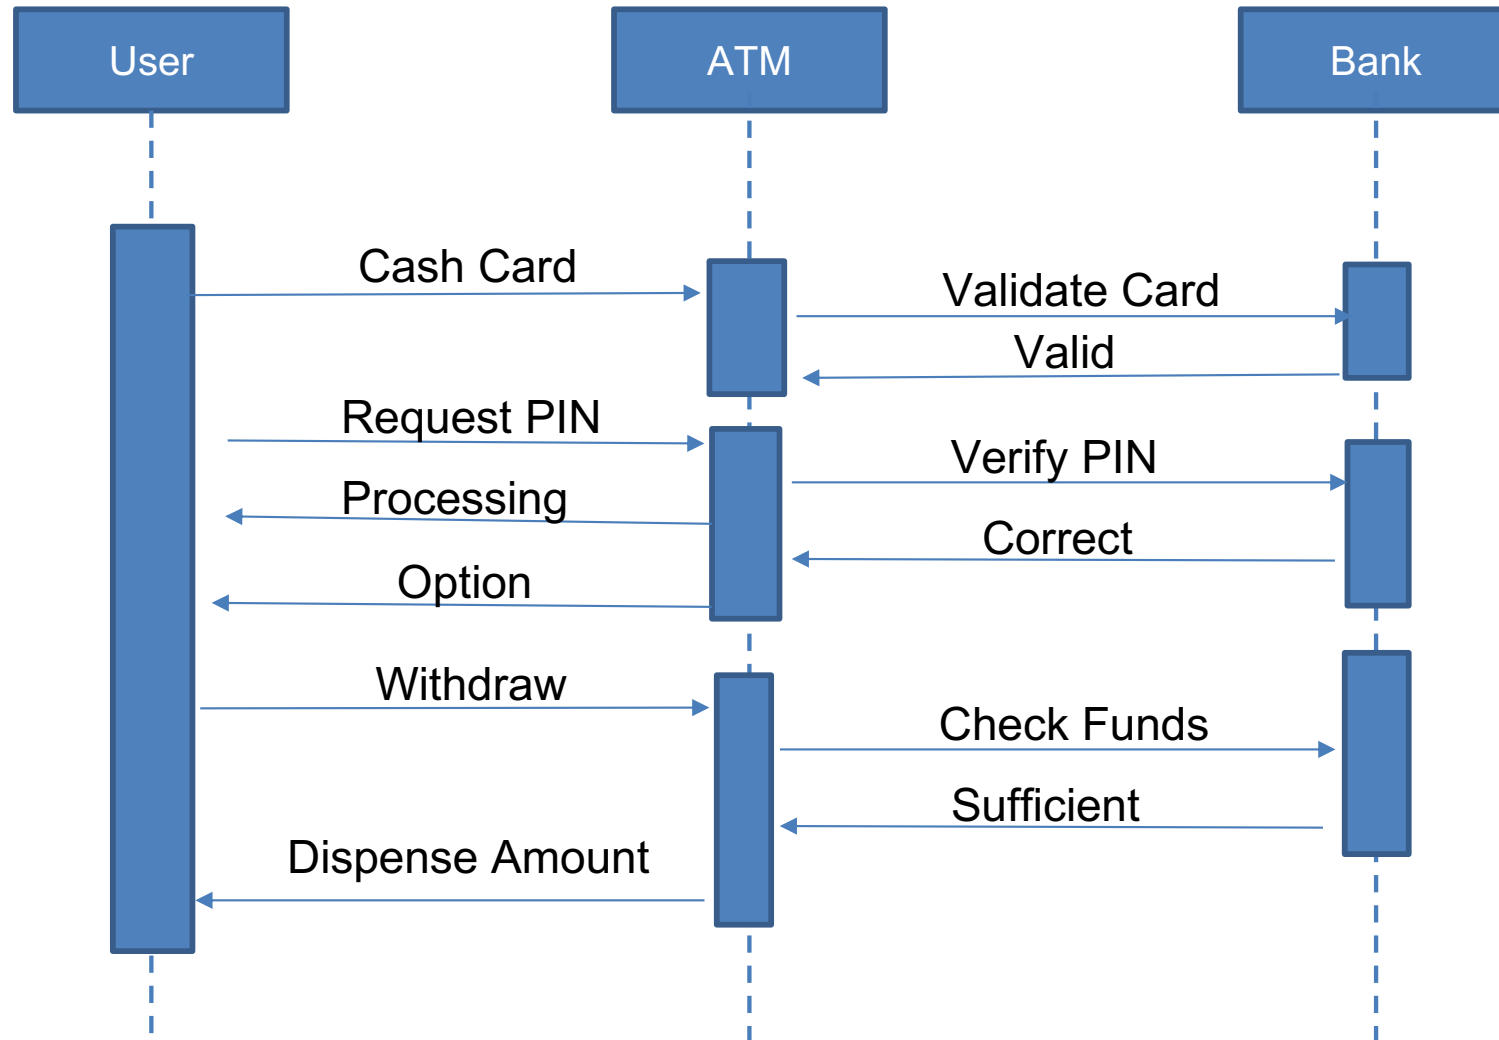 User
ATM
Bank
Cash Card
Validate Card
Valid
Request PIN
Verify PIN
Processing
Correct
Option
Withdraw
Check Funds
Sufficient
Dispense Amount